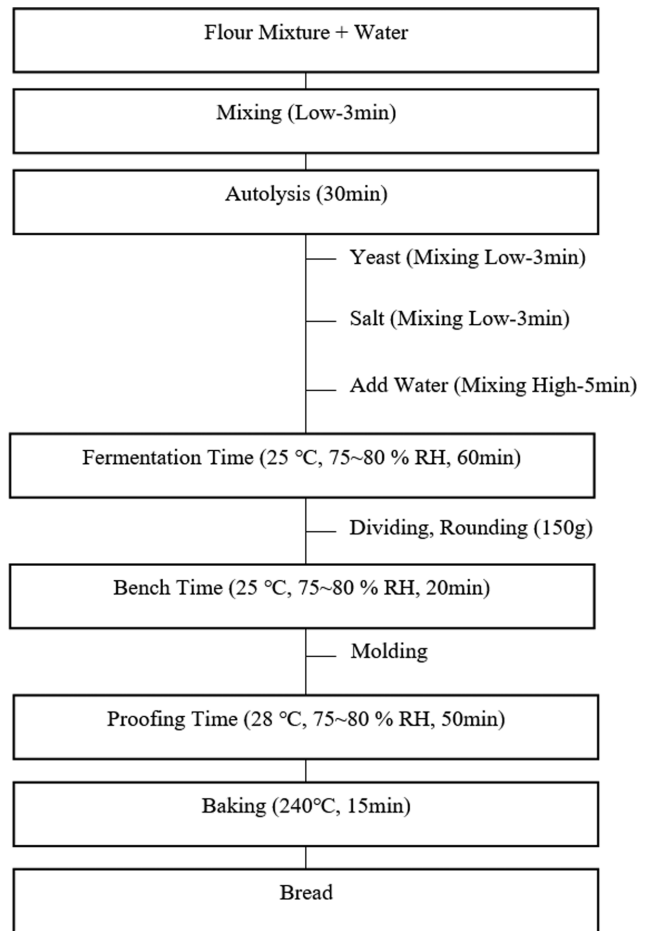 Flour Mixture + Water
Mixing (Low-3min)
Autolysis (30min)
Yeast (Mixing Low-3min)
Salt (Mixing Low-3min)
Add Water (Mixing High-5min)
Fermentation Time (25 ℃, 75~80 % RH, 60min)
Dividing, Rounding (150g)
Bench Time (25 ℃, 75~80 % RH, 20min)
Molding
Proofing Time (28 ℃, 75~80 % RH, 50min)
Baking (240℃, 15min)
Bread